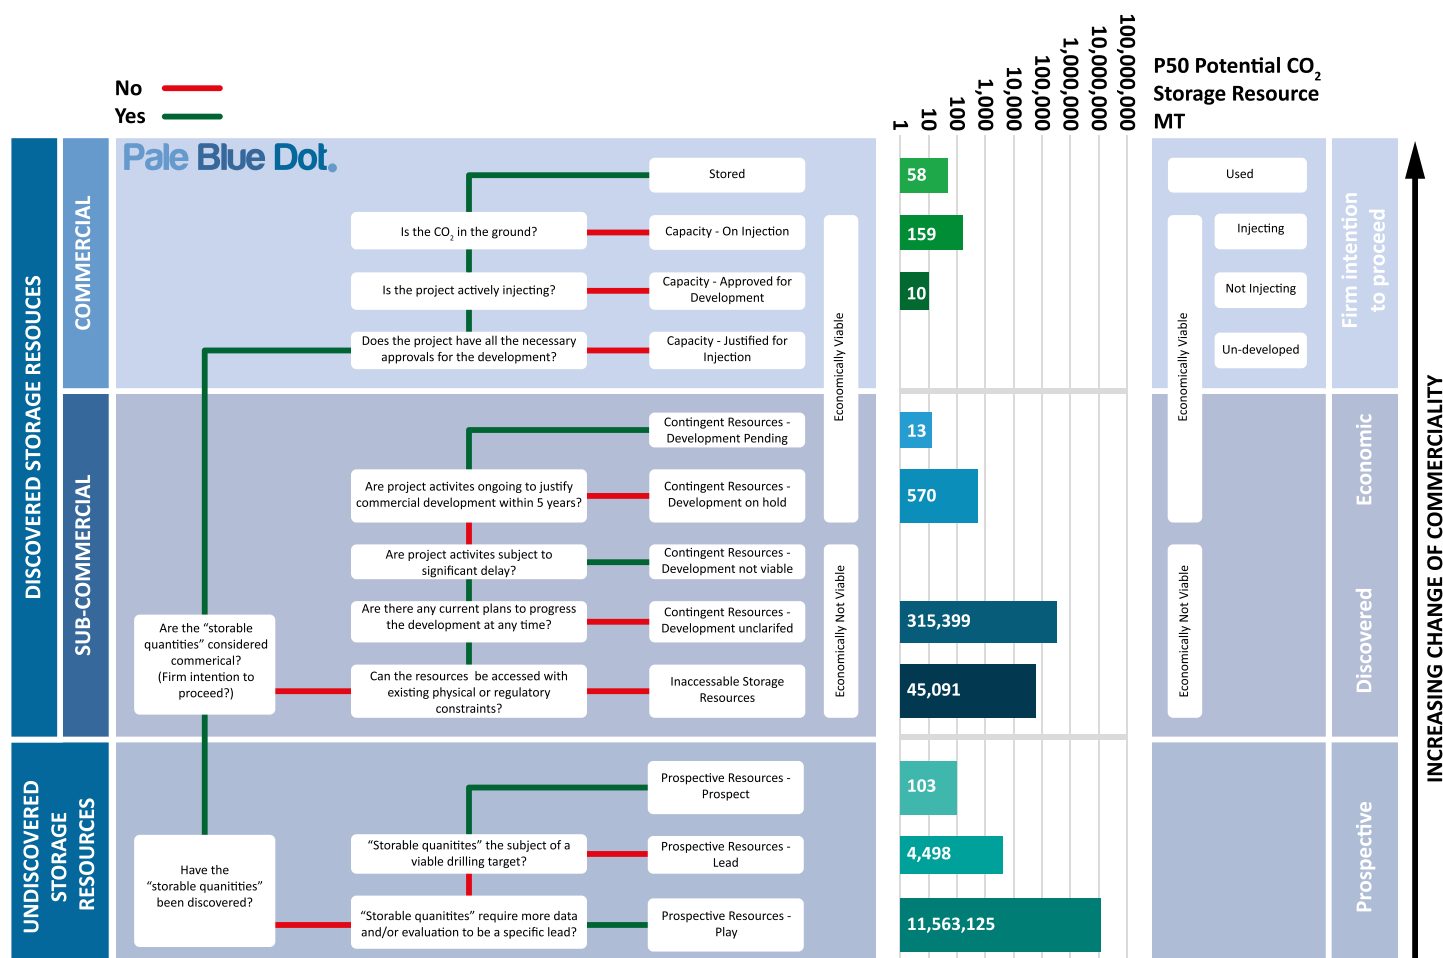 No
Yes
1
10
100
1,000
10,000
100,000
1,000,000
10,000,000
100,000,000
P50 Potential CO2
Storage Resource
MT
DISCOVERED STORAGE RESOUCES
COMMERCIAL
Pale Blue Dot.
Stored
58
Used
Is the CO2 in the ground?
Capacity - On Injection
159
Injecting
Is the project actively injecting?
Capacity - Approved for
Development
10
Not Injecting
Does the project have all the necessary
approvals for the development?
Capacity - Justified for
Injection
Un-developed
Economically Viable
Economically Viable
Firm intention
to proceed
INCREASING CHANGE OF COMMERCIALITY
SUB-COMMERCIAL
Contingent Resources -
Development Pending
13
Are project activites ongoing to justify
commercial development within 5 years?
Contingent Resources -
Development on hold
570
Economic
Are project activites subject to
significant delay?
Contingent Resources -
Development not viable
Are there any current plans to progress
the development at any time?
Contingent Resources -
Development unclarifed
315,399
Are the “storable
quantities” considered
commerical?
(Firm intention to
proceed?)
Can the resources be accessed with
existing physical or regulatory
constraints?
Inaccessable Storage
Resources
45,091
Economically Not Viable
Economically Not Viable
Discovered
UNDISCOVERED
STORAGE
RESOURCES
Prospective Resources -
Prospect
103
“Storable quanitites” the subject of a
viable drilling target?
Prospective Resources -
Lead
4,498
Have the
“storable quanitities”
been discovered?
“Storable quanitites” require more data
and/or evaluation to be a specific lead?
Prospective Resources -
Play
11,563,125
Prospective